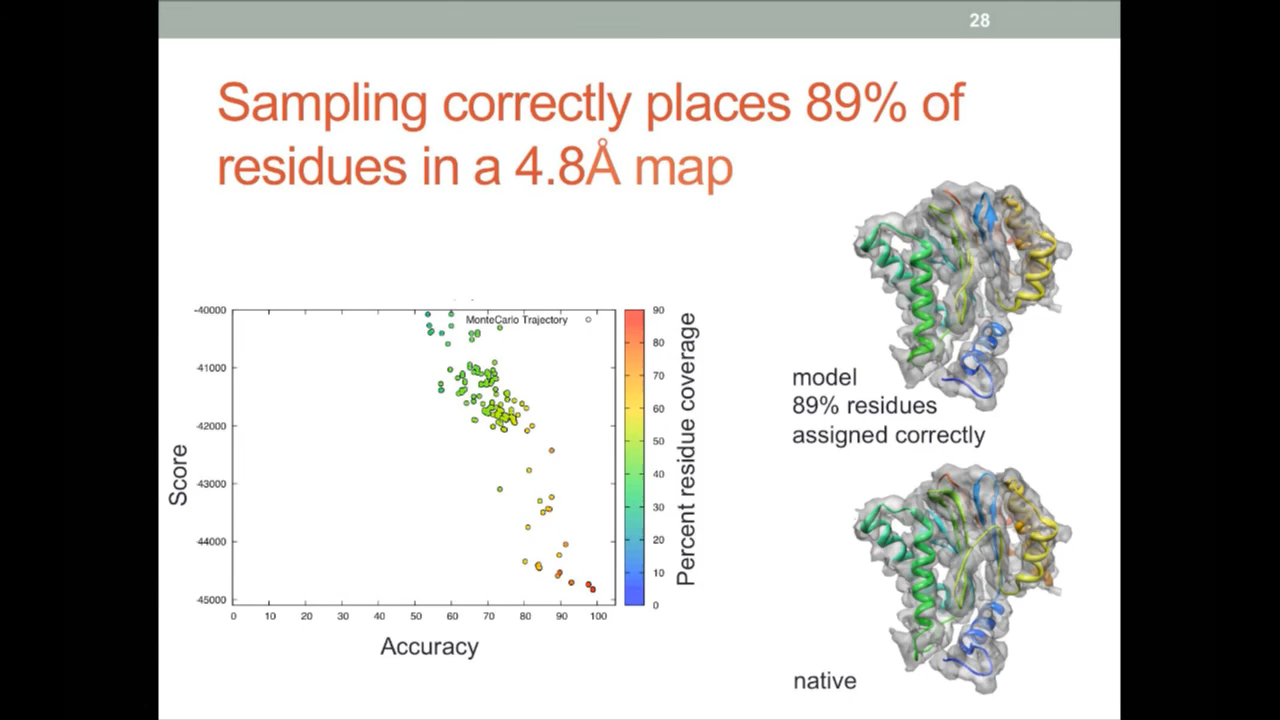 28
Sampling correctly places 89% of
residues in a 4.8Å map
MonteCarlo Trajectory
-40000
-41000
-42000
-43000
-44000
-45000
Score
0 10 20 30 40 50 60 70 80 90 100
Accuracy
90
80
70
60
50
40
30
20
10
0
Percent residue coverage
model
89% residues
assigned correctly
native